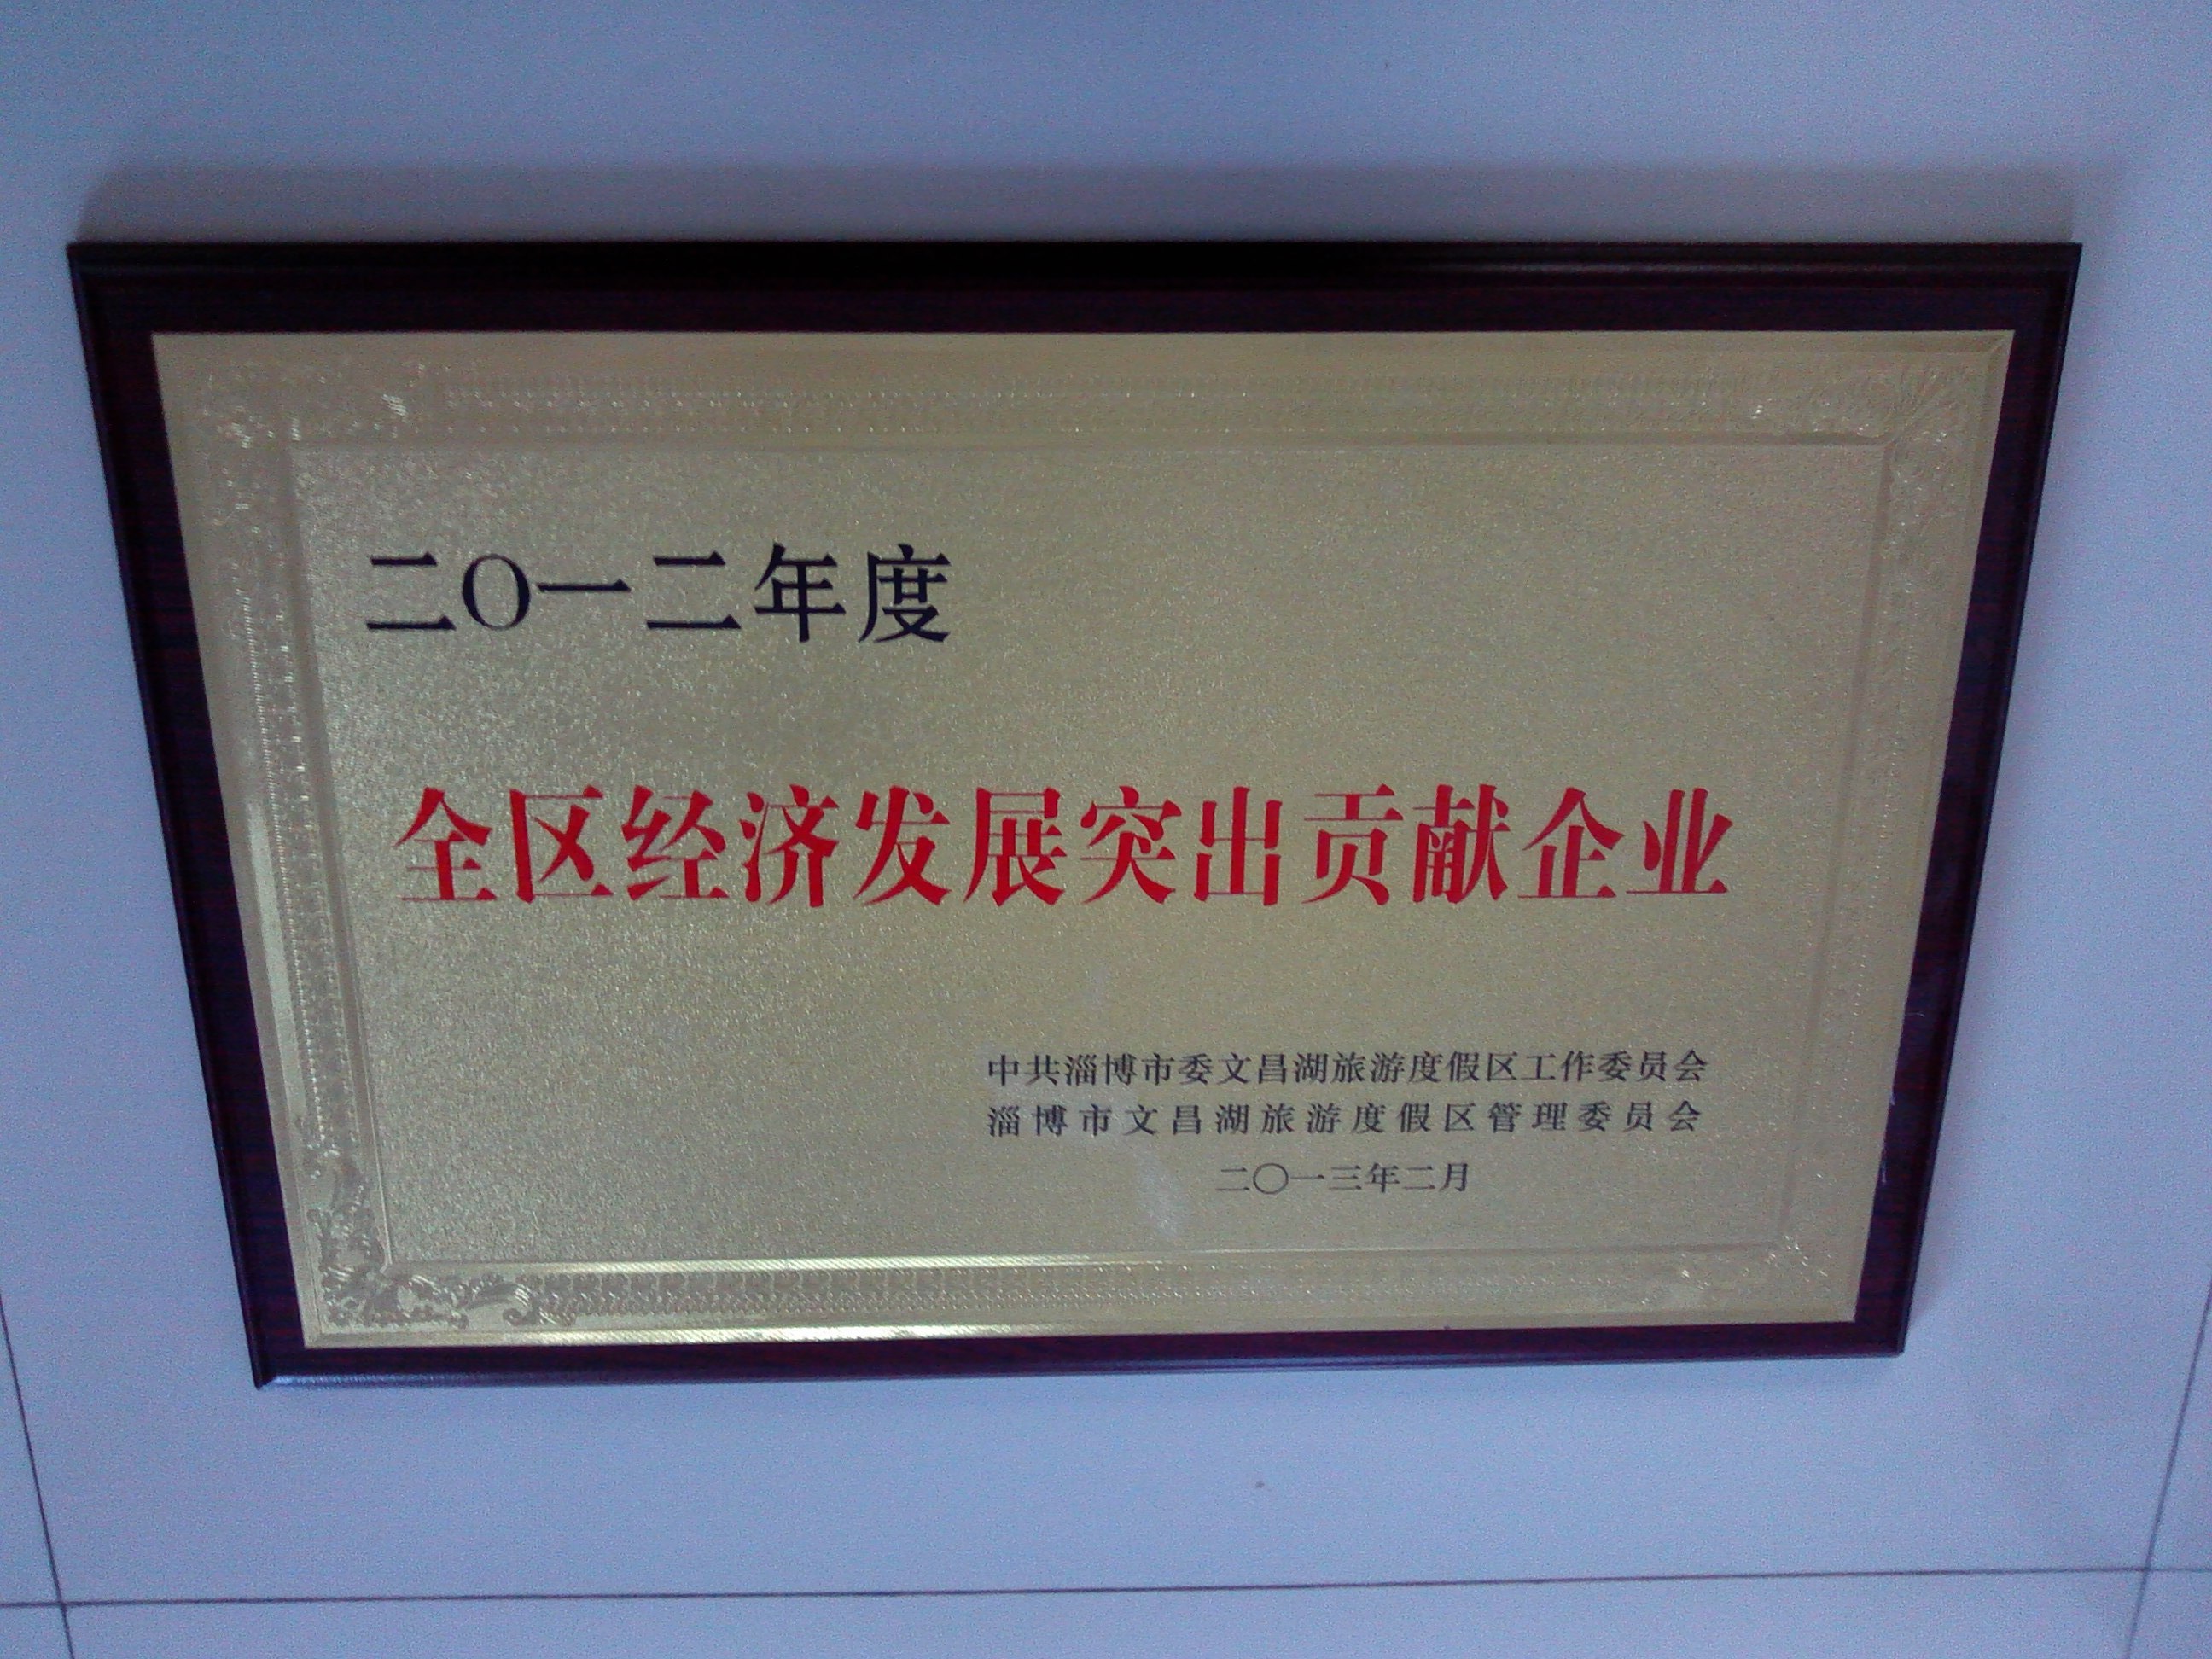 二〇一二年度
全区经济发展突出贡献企业
中共淄博市委文昌湖旅游度假区工作委员会
淄博市文昌湖旅游度假区管理委员会
二〇一三年二月